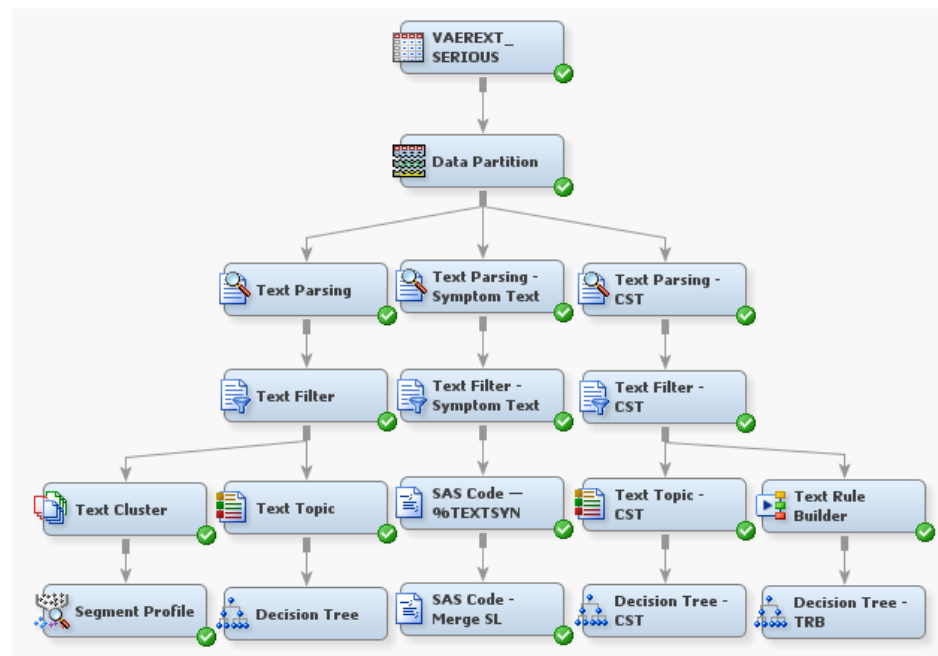 VAEREXT_
SERIOUS
Data Partition
Text Parsing
Text Parsing -
Symptom Text
Text Parsing -
CST
Text Filter
Text Filter -
Symptom Text
Text Filter -
CST
Text Cluster
Text Topic
SAS Code —
%TEXTSYN
Text Topic -
CST
Text Rule
Builder
Segment Profile
Decision Tree
SAS Code -
Merge SL
Decision Tree -
CST
Decision Tree -
TRB